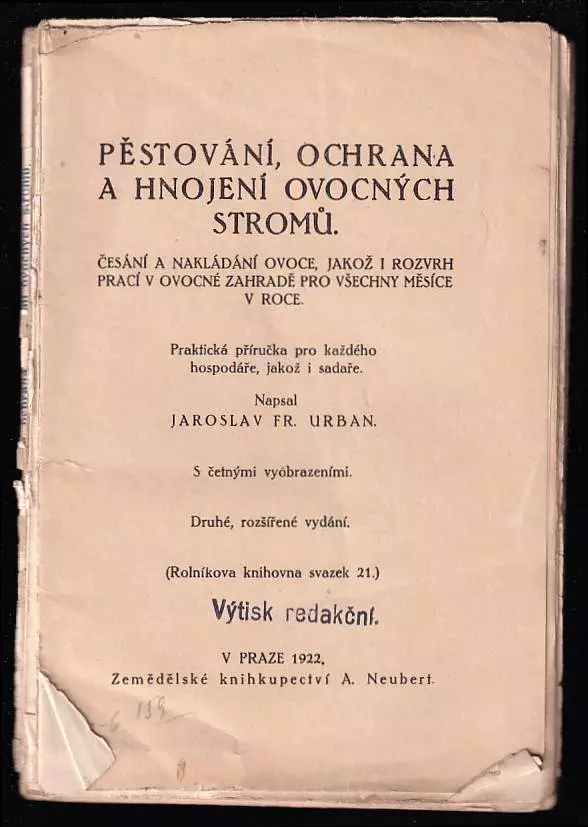 PĚSTOVÁNÍ, OCHRANA
A HNOJENÍ OVOCNÝCH
STROMŮ.
ČESÁNÍ A NAKLÁDÁNÍ OVOCE, JAKOŽ I ROZVRH
PRACÍ V OVOCNÉ ZAHRADĚ PRO VŠECHNY MĚSÍCE
V ROCE.
Praktická příručka pro každého
hospodáře, jakož i sadaře.
Napsal
JAROSLAV FR. URBAN.
S četnými vyobrazeními.
Druhé, rozšířené vydání.
(Rolníkova knihovna svazek 21.)
Výtisk redakční.
V PRAZE 1922.
Zemědělské knihkupectví A. Neubert.